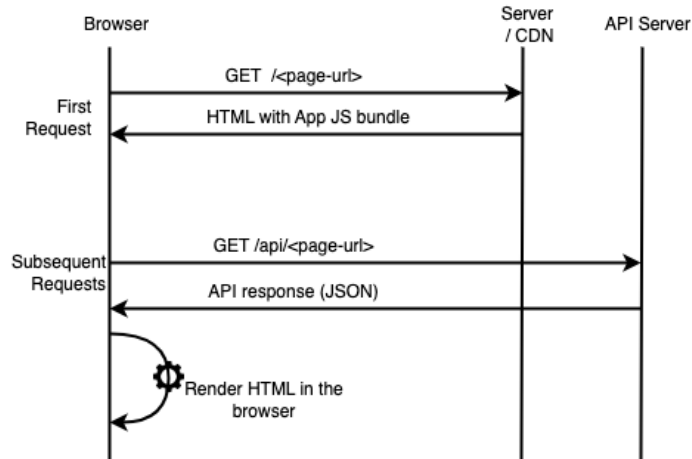 Browser
Server
/ CDN
API Server
GET /<page-url>
First
Request
HTML with App JS bundle
GET /api/<page-url>
Subsequent
Requests
API response (JSON)
Render HTML in the
browser